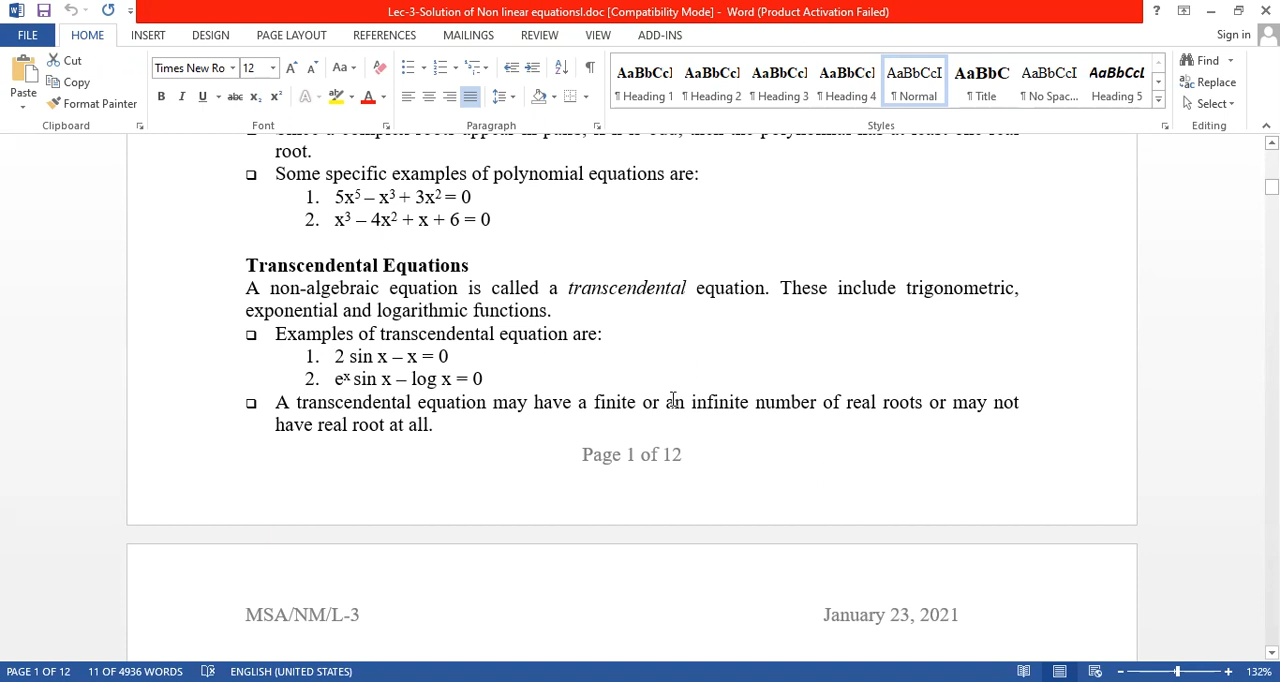 Lec-3-Solution of Non linear equationsl.doc [Compatibility Mode] - Word (Product Activation Failed)
FILE HOME INSERT DESIGN PAGE LAYOUT REFERENCES MAILINGS REVIEW VIEW ADD-INS Sign in
Paste
Cut
Copy
Format Painter
Clipboard
Times New Ro 12
Font
Paragraph
AaBbCcI AaBbCcI AaBbCcI AaBbCcI AaBbCcI AaBbC AaBbCcI AaBbCcL
¶ Heading 1 ¶ Heading 2 ¶ Heading 3 ¶ Heading 4 ¶ Normal ¶ Title ¶ No Spac... Heading 5
Styles
Find
Replace
Select
Editing
root.
Some specific examples of polynomial equations are:
1. 5x⁵ – x³ + 3x² = 0
2. x³ – 4x² + x + 6 = 0
Transcendental Equations
A non-algebraic equation is called a transcendental equation. These include trigonometric,
exponential and logarithmic functions.
Examples of transcendental equation are:
1. 2 sin x – x = 0
2. eˣ sin x – log x = 0
A transcendental equation may have a finite or an infinite number of real roots or may not
have real root at all.
Page 1 of 12
MSA/NM/L-3 January 23, 2021
PAGE 1 OF 12 11 OF 4936 WORDS ENGLISH (UNITED STATES) 132%